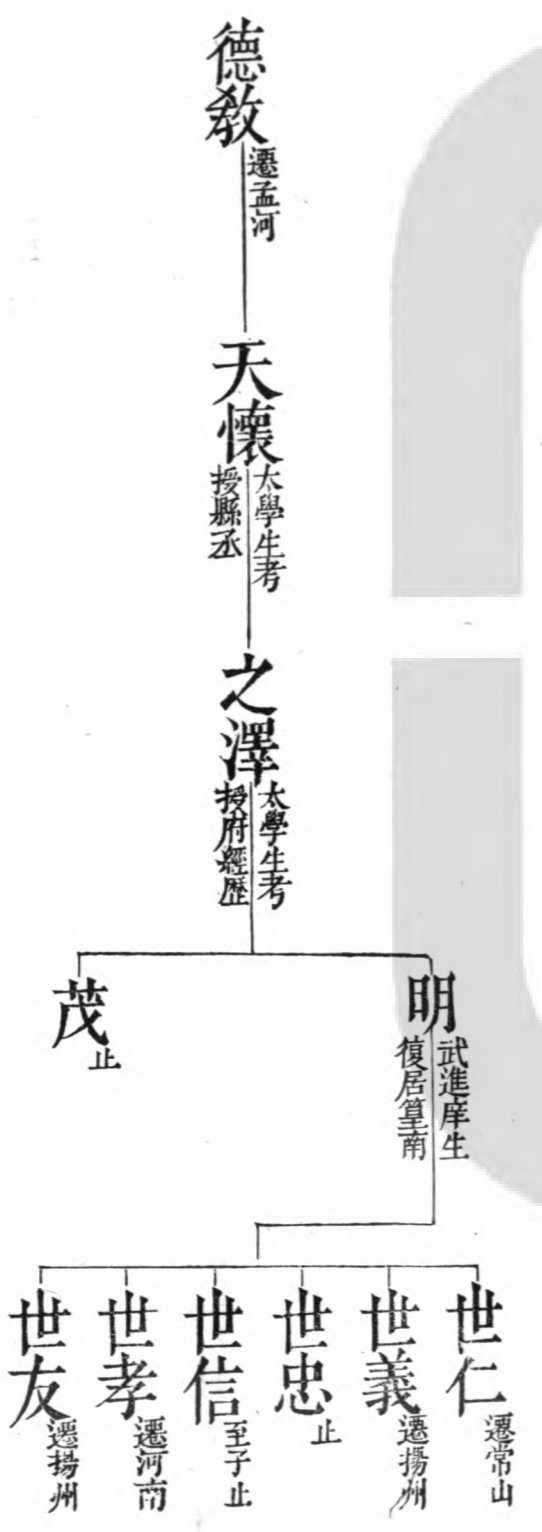 德教
遷孟河
天懷
太學生考
授縣丞
之澤
太學生考
授府經歷
明
武進庠生
復居篁南
茂
止
世仁
遷常山
世義
遷揚州
世忠
止
世信
至子止
世孝
遷河南
世友
遷揚州